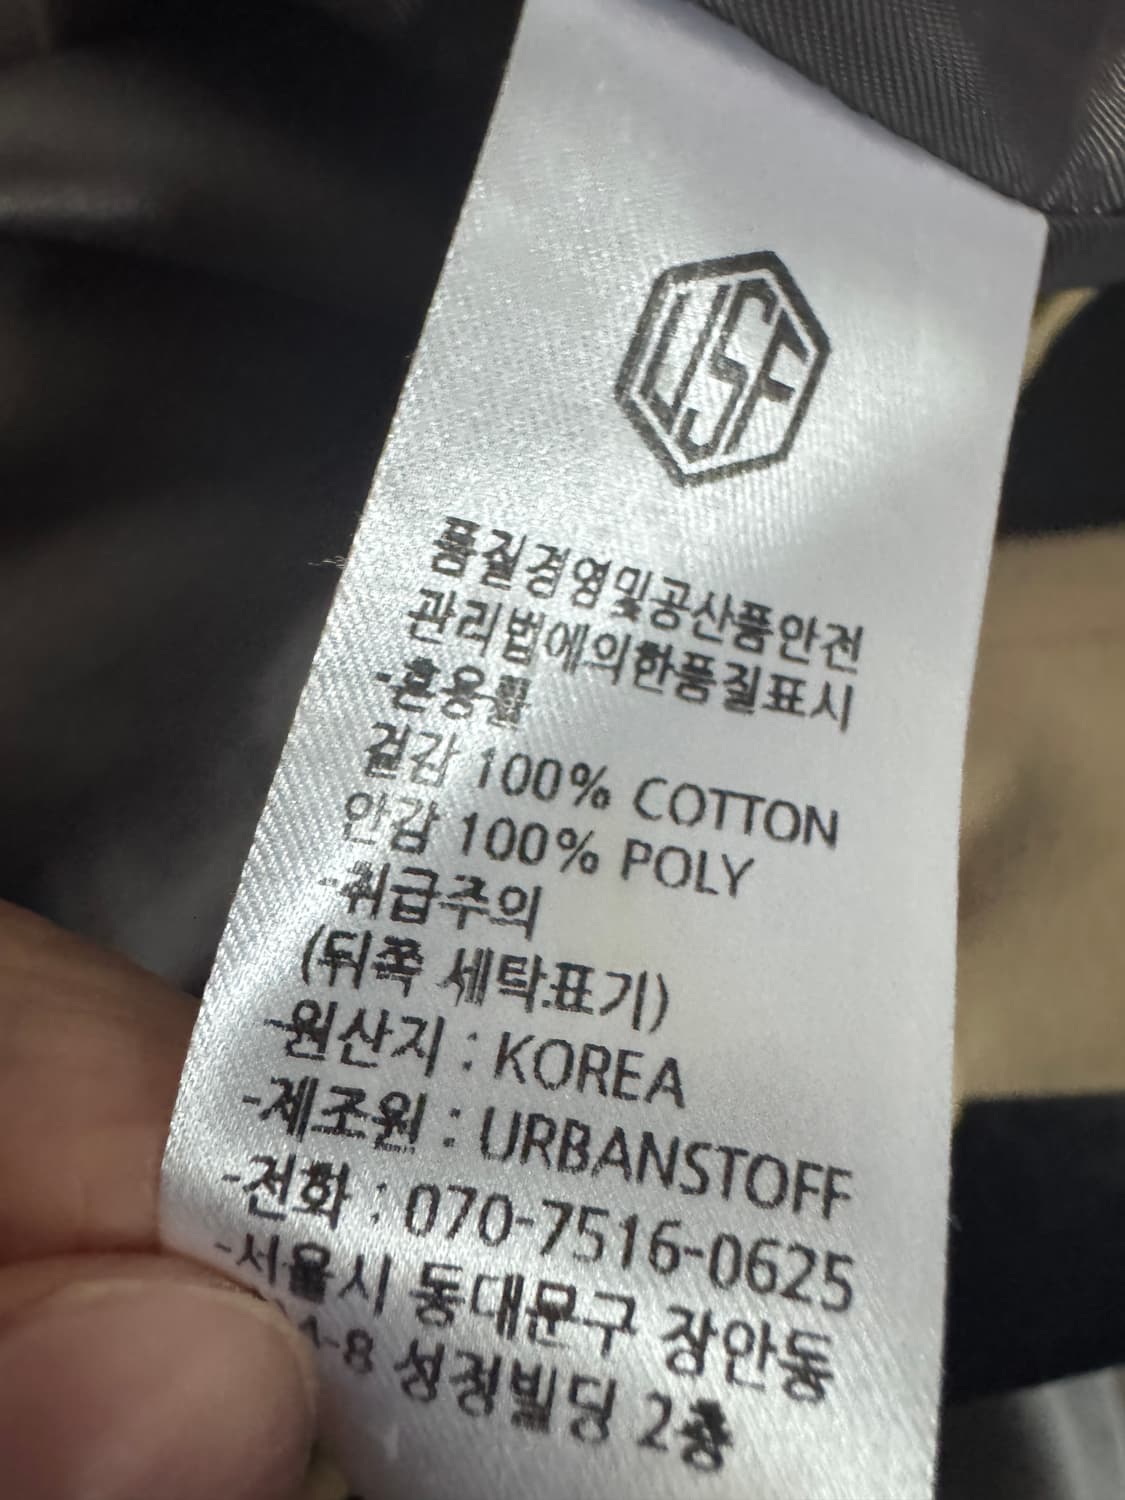 USF
품질경영및공산품안전
관리법에의한품질표시
-혼용률
겉감 100% COTTON
안감 100% POLY
-취급주의
(뒤쪽 세탁표기)
-원산지 : KOREA
-제조원 : URBANSTOFF
-전화 : 070-7516-0625
-서울시 동대문구 장안동
-8 성정빌딩 2층